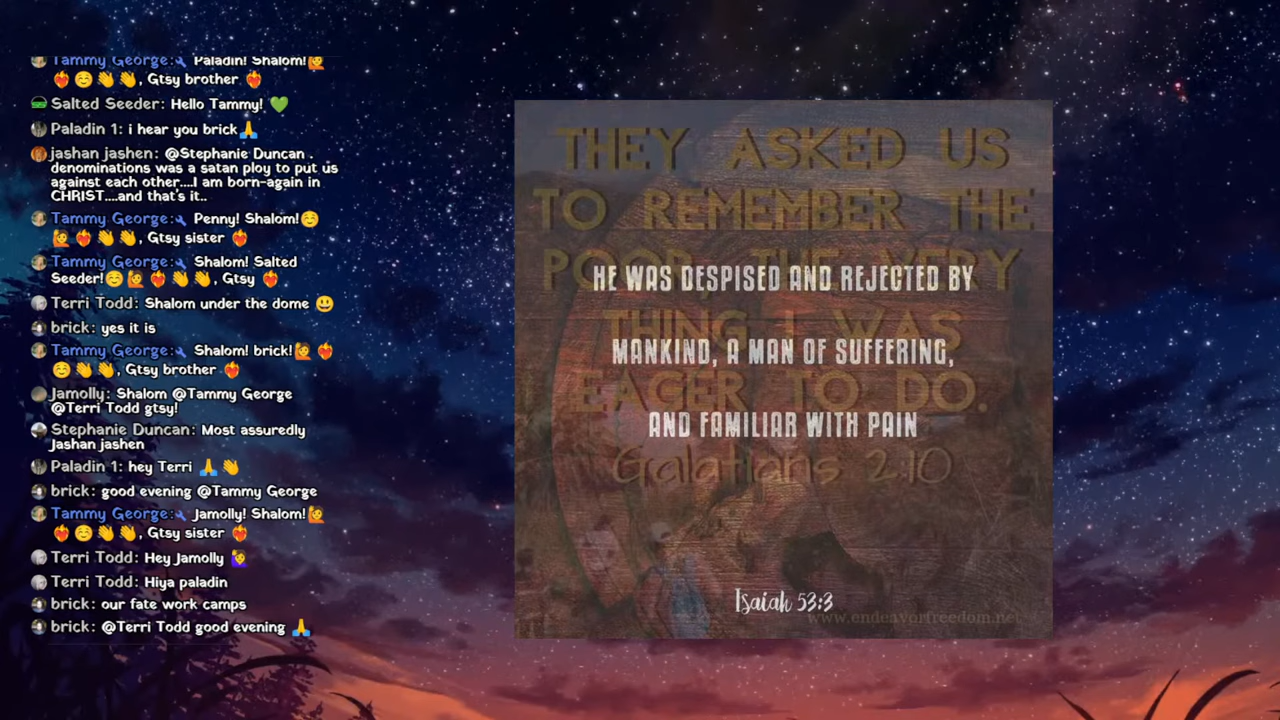 Tammy George: Paladin! Shalom!🙋
❤️‍🔥☺️👏👏, Gtsy brother ❤️‍🔥
Salted Seeder: Hello Tammy! 💚
Paladin 1: i hear you brick🙏
jashan jashen: @Stephanie Duncan .
denominations was a satan ploy to put us
against each other....I am born-again in
CHRIST....and that's it..
Tammy George: Penny! Shalom!☺️
🙋❤️‍🔥👏👏, Gtsy sister ❤️‍🔥
Tammy George: Shalom! Salted
Seeder!☺️🙋❤️‍🔥👏👏, Gtsy ❤️‍🔥
Terri Todd: Shalom under the dome 😃
brick: yes it is
Tammy George: Shalom! brick!🙋❤️‍🔥
☺️👏👏, Gtsy brother ❤️‍🔥
Jamolly: Shalom @Tammy George
@Terri Todd gtsy!
Stephanie Duncan: Most assuredly
Jashan jashen
Paladin 1: hey Terri 🙏👋
brick: good evening @Tammy George
Tammy George: Jamolly! Shalom!🙋
❤️‍🔥☺️👏👏, Gtsy sister ❤️‍🔥
Terri Todd: Hey Jamolly 🙋‍♀️
Terri Todd: Hiya paladin
brick: our fate work camps
brick: @Terri Todd good evening 🙏
THEY ASKED US
TO REMEMBER THE
POOR, THE VERY
THING I WAS
EAGER TO DO.
Galatians 2:10
HE WAS DESPISED AND REJECTED BY
MANKIND, A MAN OF SUFFERING,
AND FAMILIAR WITH PAIN
Isaiah 53:3
www.endeavorfreedom.net